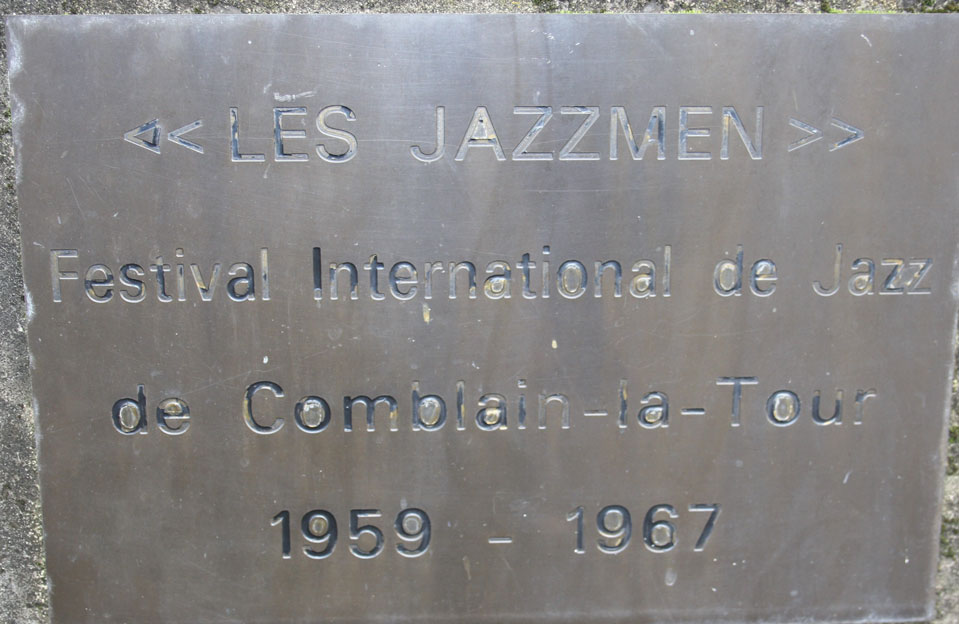 << LES JAZZMEN >>
Festival International de Jazz
de Comblain-la-Tour
1959 - 1967